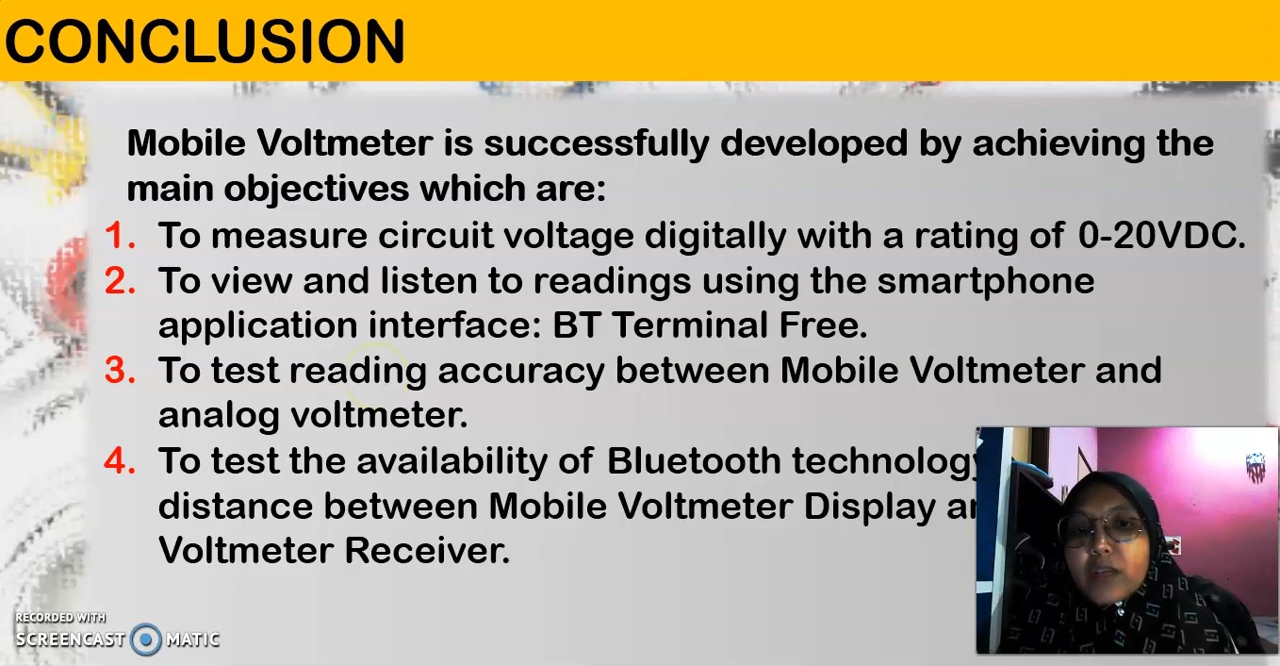 CONCLUSION
Mobile Voltmeter is successfully developed by achieving the
main objectives which are:
1. To measure circuit voltage digitally with a rating of 0-20VDC.
2. To view and listen to readings using the smartphone
application interface: BT Terminal Free.
3. To test reading accuracy between Mobile Voltmeter and
analog voltmeter.
4. To test the availability of Bluetooth technology
distance between Mobile Voltmeter Display
Voltmeter Receiver.
RECORDED WITH
SCREENCAST MATIC